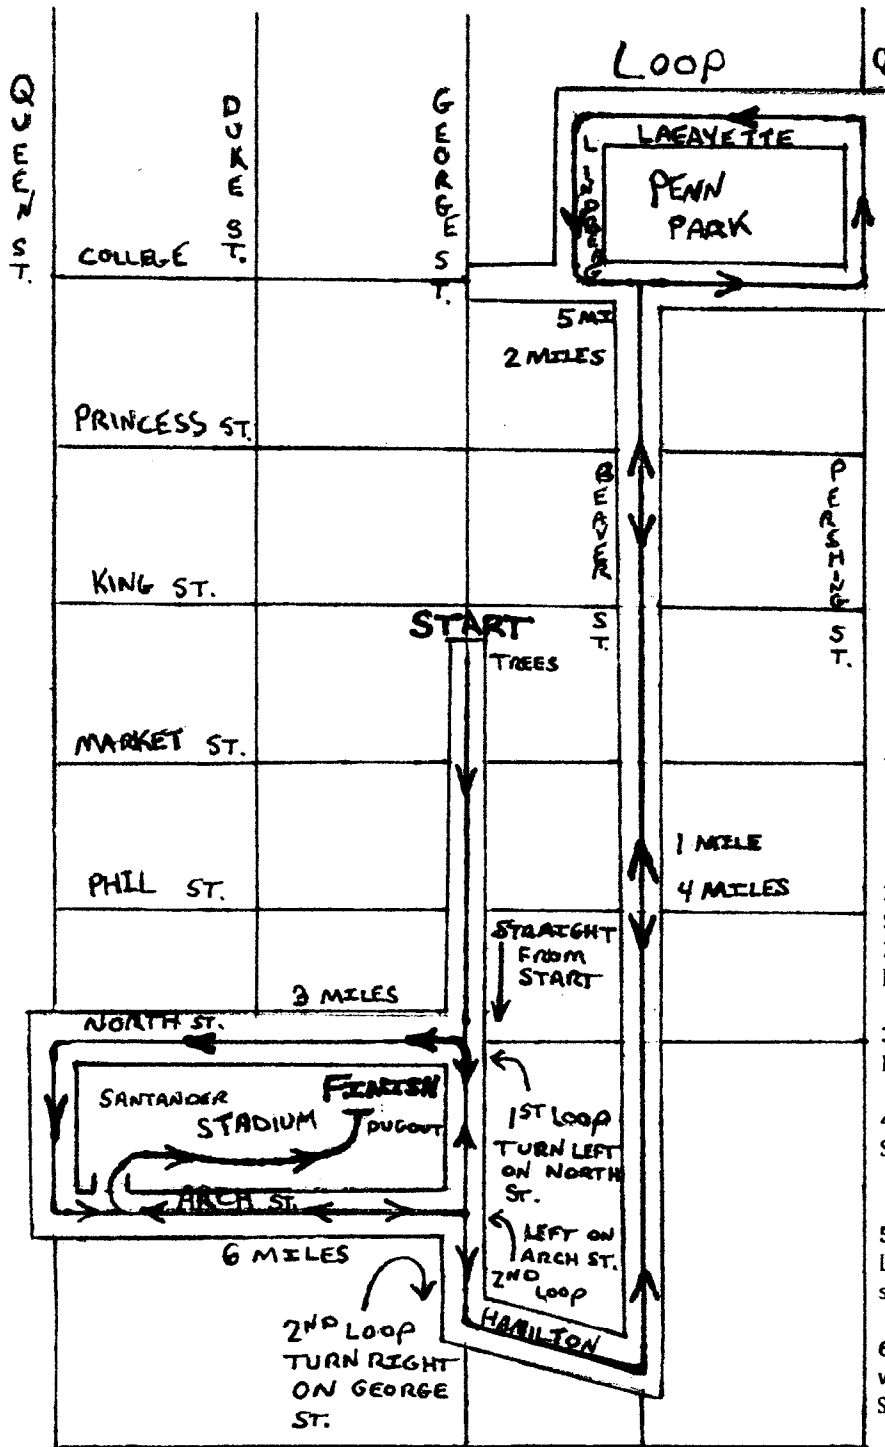 LOOP
QUEEN ST.
DUKE ST.
GEORGE ST.
LAFAYETTE
LINDBERG
PENN
PARK
COLLEGE
5 MI
2 MILES
PRINCESS ST.
BEAVER ST.
PERSHING ST.
KING ST.
START
TREES
MARKET ST.
1 MILE
4 MILES
PHIL ST.
STRAIGHT
FROM
START
3 MILES
NORTH ST.
SANTANDER
STADIUM
FINISH
DUGOUT
1ST LOOP
TURN LEFT
ON NORTH
ST.
ARCH ST.
LEFT ON
ARCH ST.
2ND
LOOP
6 MILES
HAMILTON
2ND LOOP
TURN RIGHT
ON GEORGE
ST.